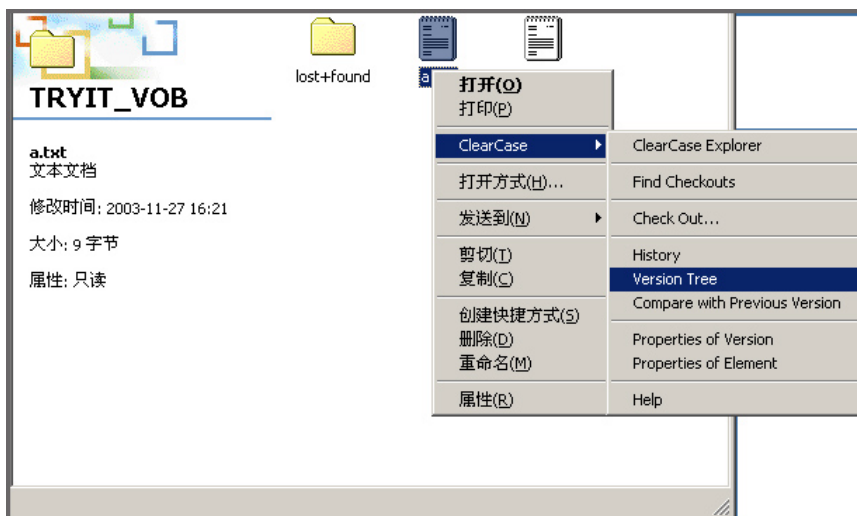 TRYIT_VOB
a.txt
文本文档
修改时间: 2003-11-27 16:21
大小: 9 字节
属性: 只读
lost+found
a
打开(O)
打印(P)
ClearCase
打开方式(H)...
发送到(N)
剪切(T)
复制(C)
创建快捷方式(S)
删除(D)
重命名(M)
属性(R)
ClearCase Explorer
Find Checkouts
Check Out...
History
Version Tree
Compare with Previous Version
Properties of Version
Properties of Element
Help